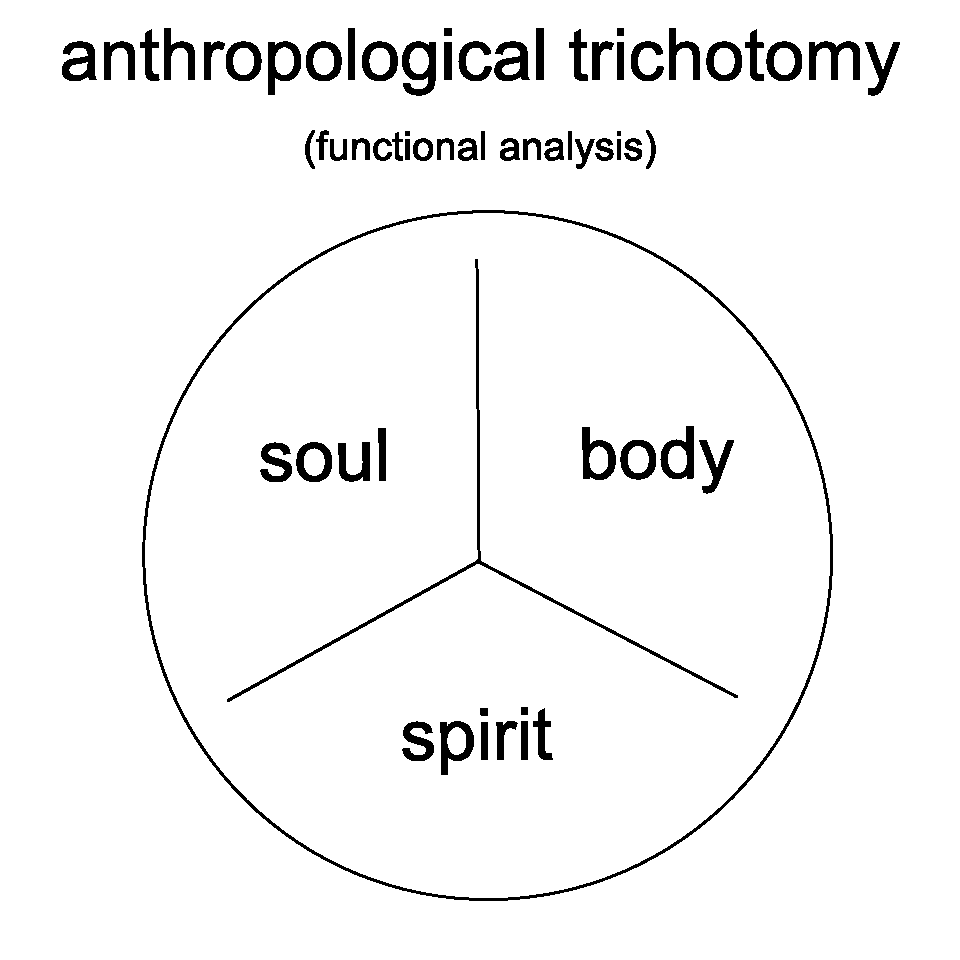 anthropological trichotomy
(functional analysis)
soul
body
spirit